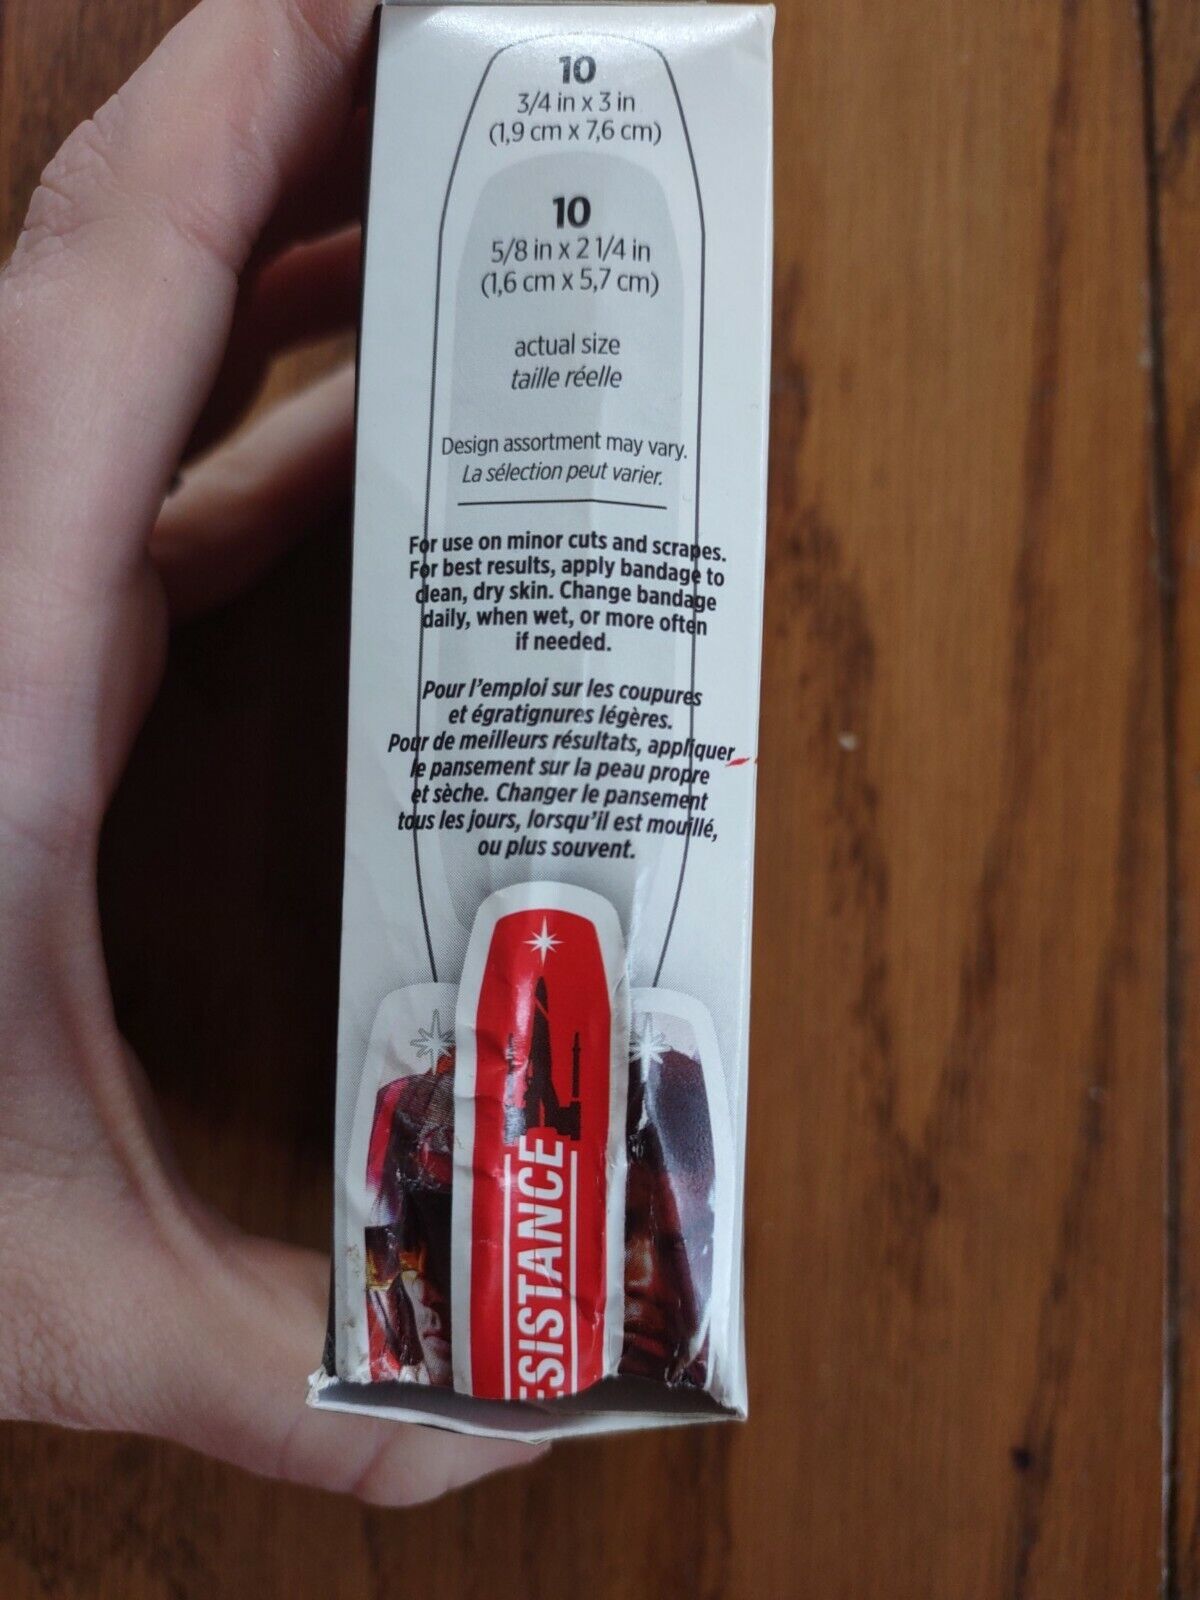 10
3/4 in x 3 in
(1,9 cm x 7,6 cm)
10
5/8 in x 2 1/4 in
(1,6 cm x 5,7 cm)
actual size
taille réelle
Design assortment may vary.
La sélection peut varier.
For use on minor cuts and scrapes.
For best results, apply bandage to
clean, dry skin. Change bandage
daily, when wet, or more often
if needed.
Pour l'emploi sur les coupures
et égratignures légères.
Pour de meilleurs résultats, appliquer
le pansement sur la peau propre
et sèche. Changer le pansement
tous les jours, lorsqu'il est mouillé,
ou plus souvent.
ESISTANCE